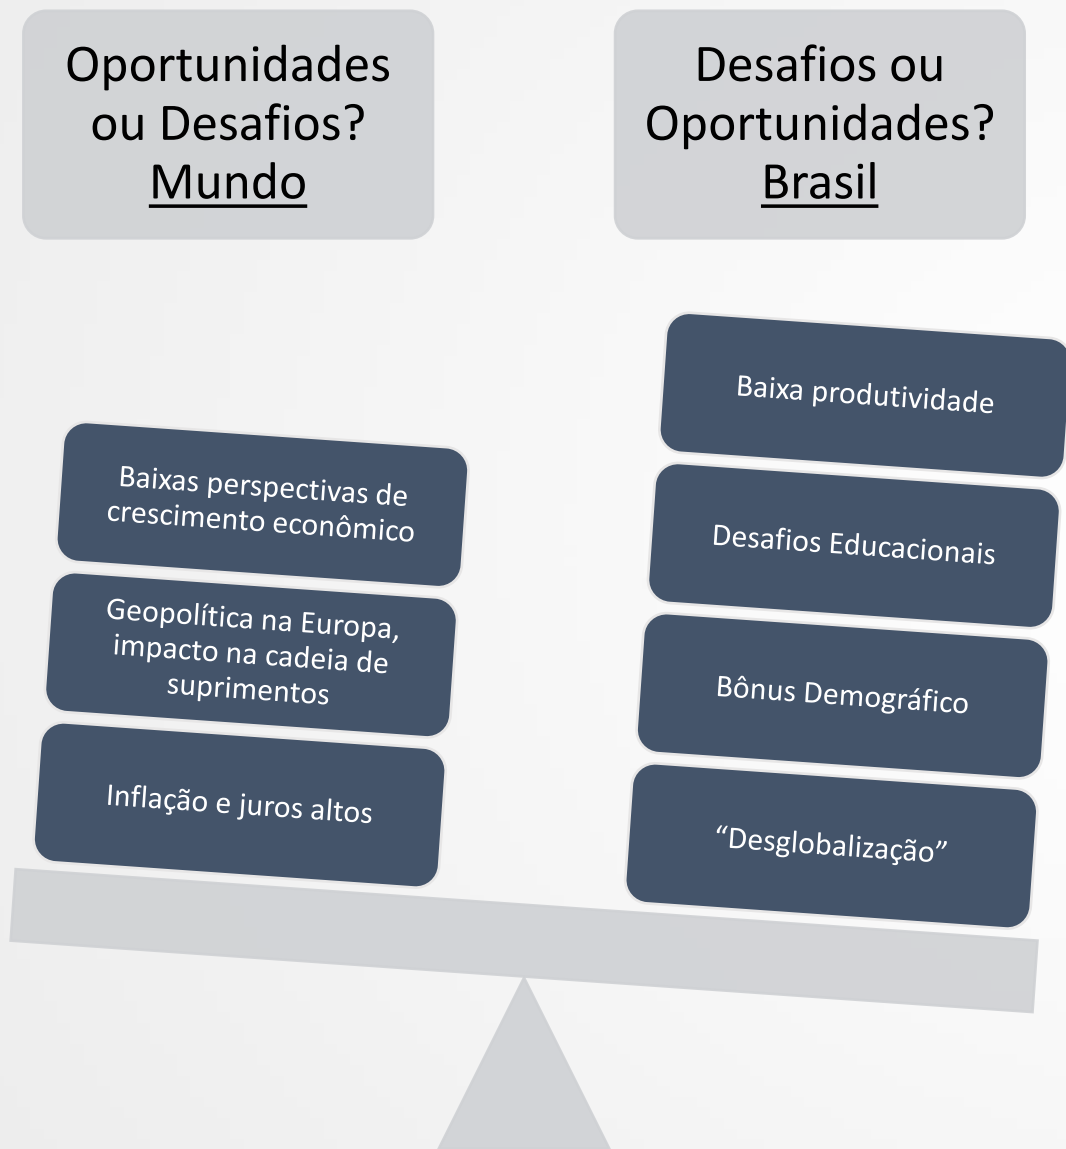 Oportunidades
ou Desafios?
Mundo
Desafios ou
Oportunidades?
Brasil
Baixas perspectivas de
crescimento econômico
Geopolítica na Europa,
impacto na cadeia de
suprimentos
Inflação e juros altos
Baixa produtividade
Desafios Educacionais
Bônus Demográfico
“Desglobalização”